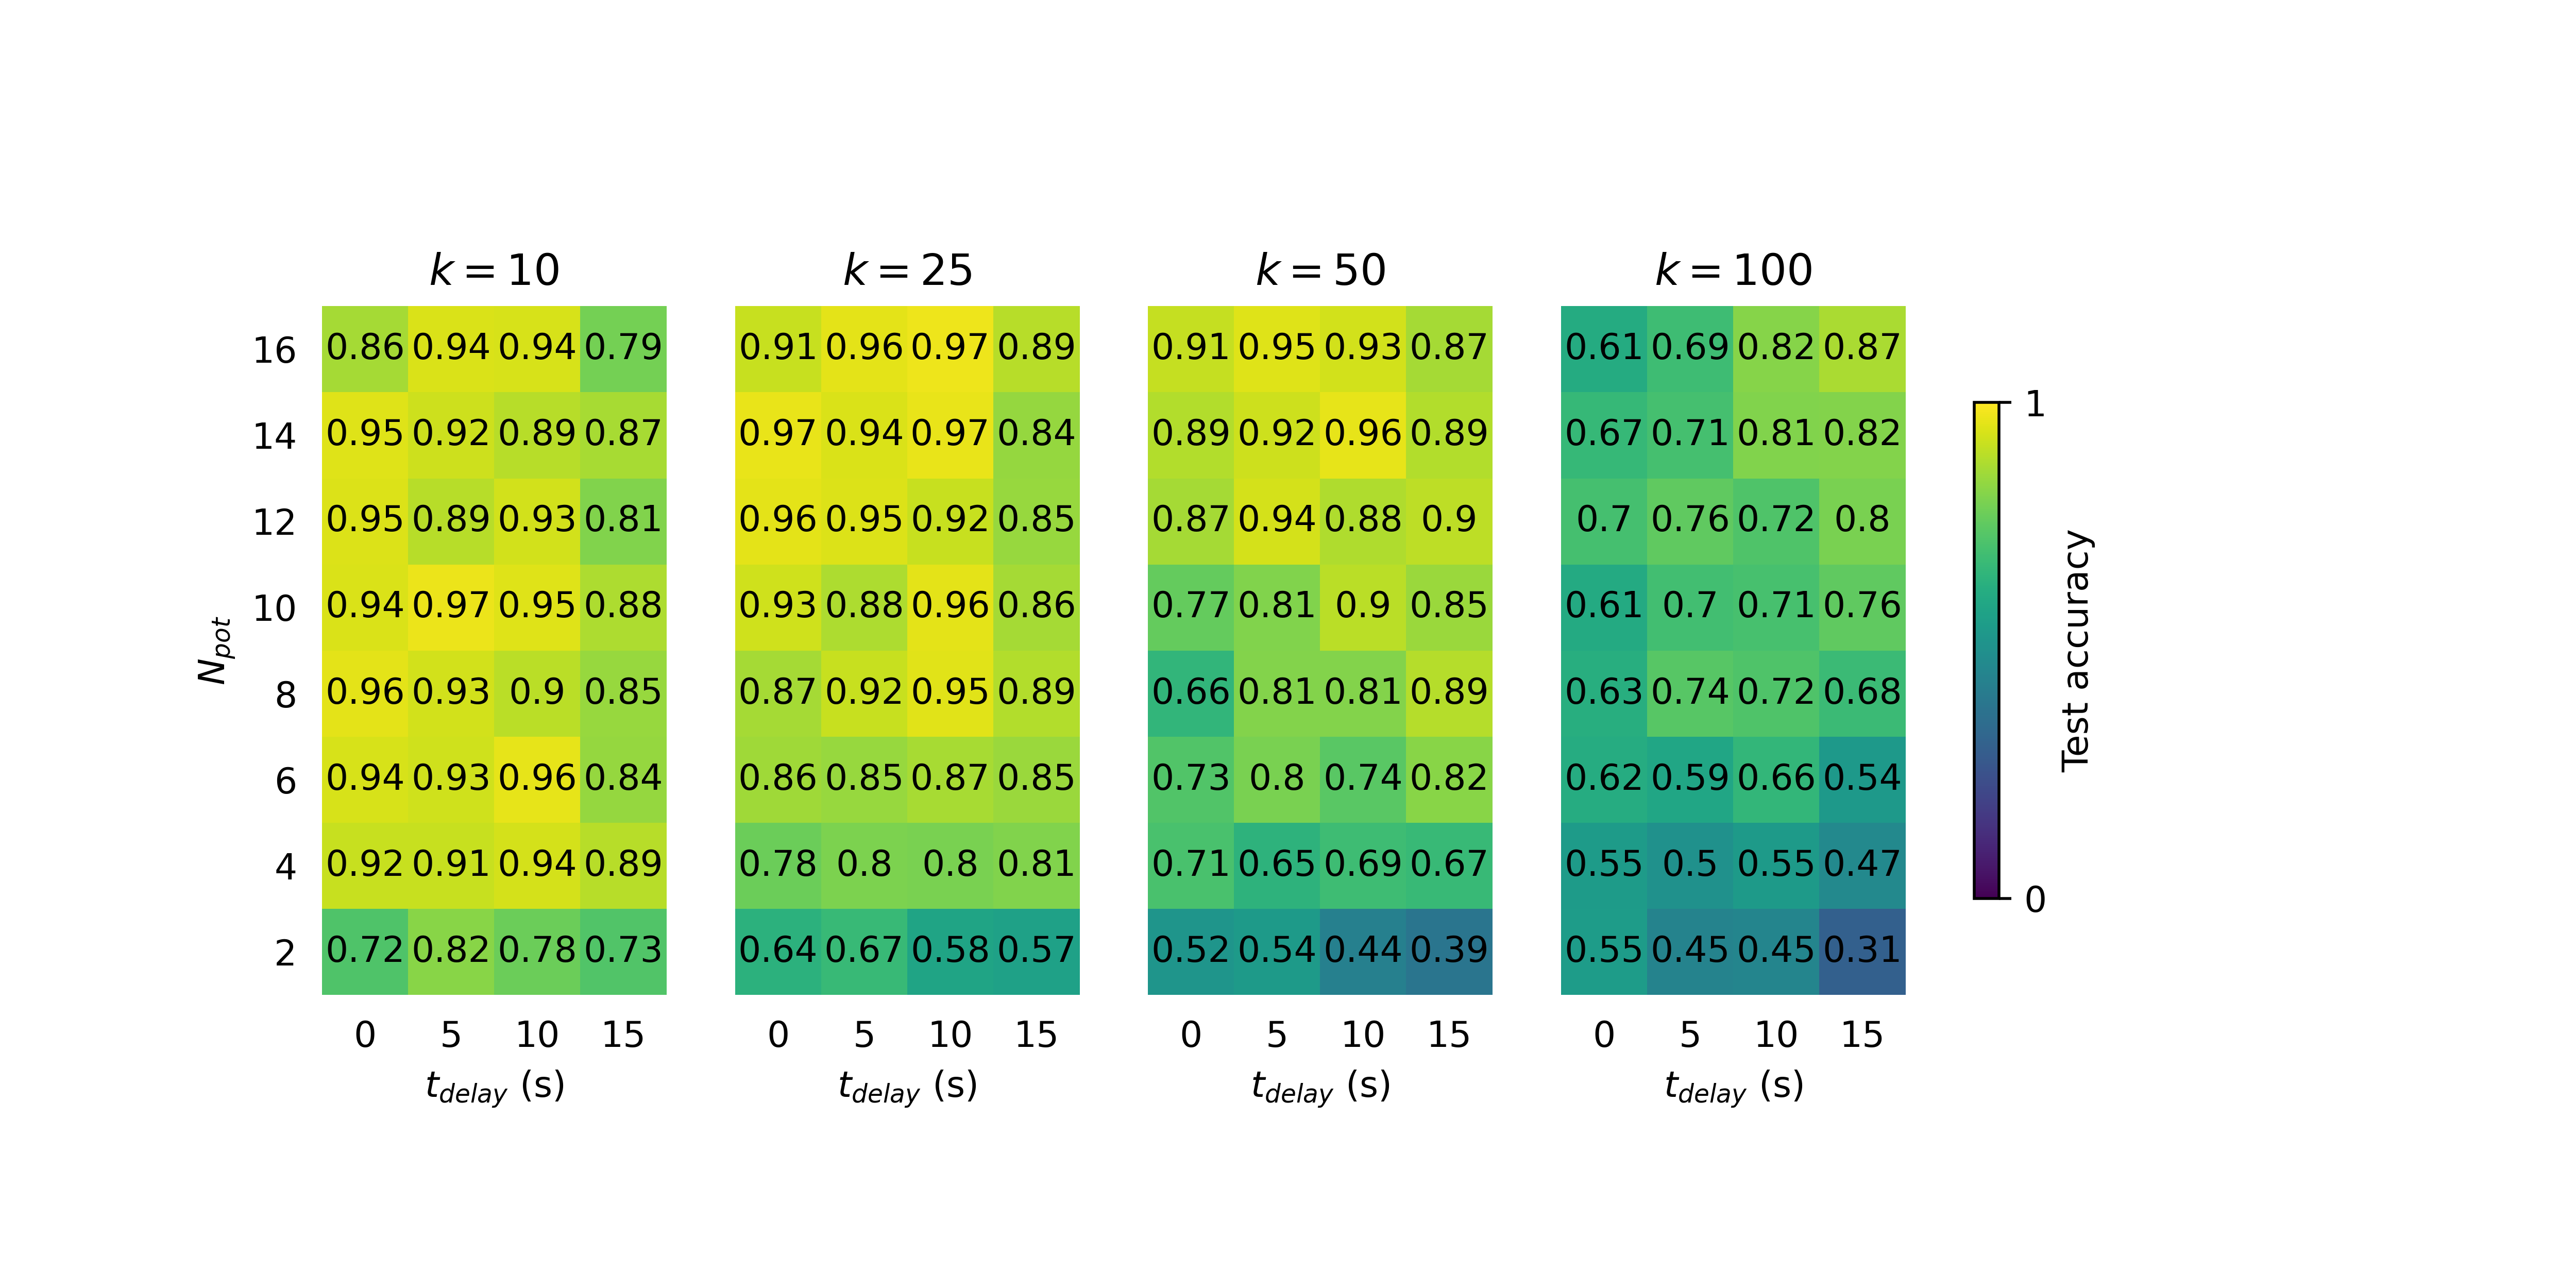 k = 10 k = 25 k = 50 k = 100
16 0.86 0.94 0.94 0.79 0.91 0.96 0.97 0.89 0.91 0.95 0.93 0.87 0.61 0.69 0.82 0.87
1
14 0.95 0.92 0.89 0.87 0.97 0.94 0.97 0.84 0.89 0.92 0.96 0.89 0.67 0.71 0.81 0.82
12 0.95 0.89 0.93 0.81 0.96 0.95 0.92 0.85 0.87 0.94 0.88 0.9 0.7 0.76 0.72 0.8
10 0.94 0.97 0.95 0.88 0.93 0.88 0.96 0.86 0.77 0.81 0.9 0.85 0.61 0.7 0.71 0.76
N_pot
Test accuracy
8 0.96 0.93 0.9 0.85 0.87 0.92 0.95 0.89 0.66 0.81 0.81 0.89 0.63 0.74 0.72 0.68
6 0.94 0.93 0.96 0.84 0.86 0.85 0.87 0.85 0.73 0.8 0.74 0.82 0.62 0.59 0.66 0.54
4 0.92 0.91 0.94 0.89 0.78 0.8 0.8 0.81 0.71 0.65 0.69 0.67 0.55 0.5 0.55 0.47
0
2 0.72 0.82 0.78 0.73 0.64 0.67 0.58 0.57 0.52 0.54 0.44 0.39 0.55 0.45 0.45 0.31
0 5 10 15 0 5 10 15 0 5 10 15 0 5 10 15
t_delay (s) t_delay (s) t_delay (s) t_delay (s)